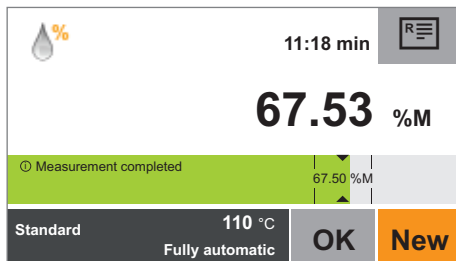 %
11:18 min
R
67.53 %M
ⓘ Measurement completed
67.50 %M
Standard
110 °C
Fully automatic
OK
New